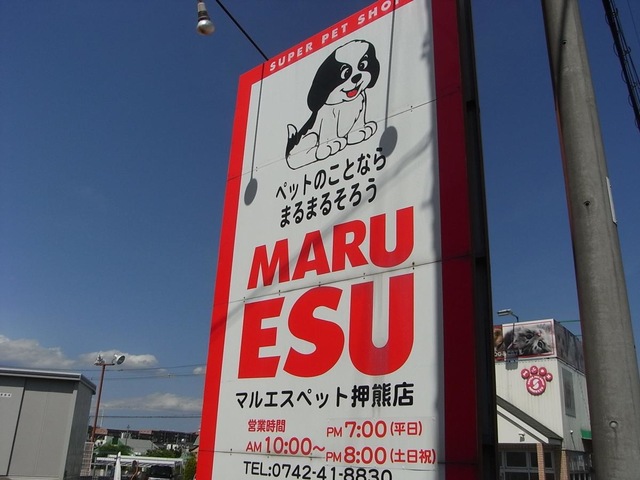 SUPER PET SHOP
ペットのことなら
まるまるそろう
MARU
ESU
マルエスペット押熊店
営業時間
AM 10:00～ PM 7:00 (平日)
PM 8:00 (土日祝)
TEL:0742-41-8830